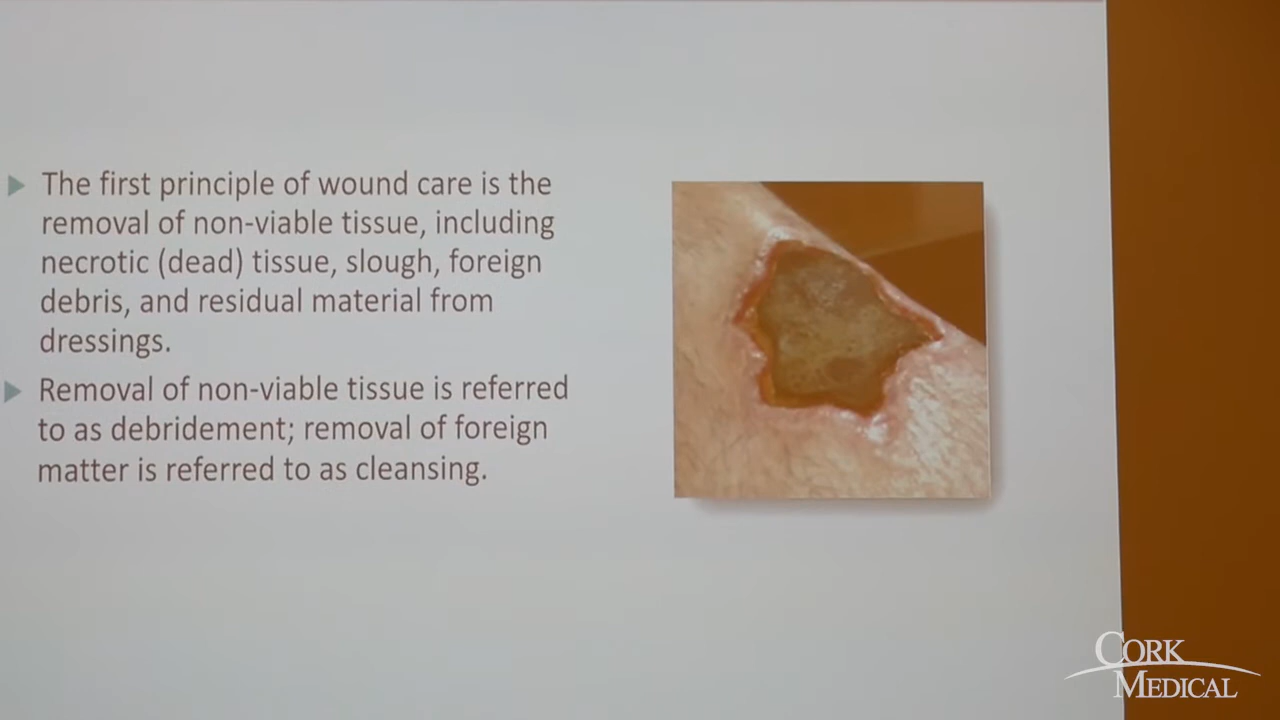 The first principle of wound care is the
removal of non-viable tissue, including
necrotic (dead) tissue, slough, foreign
debris, and residual material from
dressings.
Removal of non-viable tissue is referred
to as debridement; removal of foreign
matter is referred to as cleansing.
CORK
MEDICAL